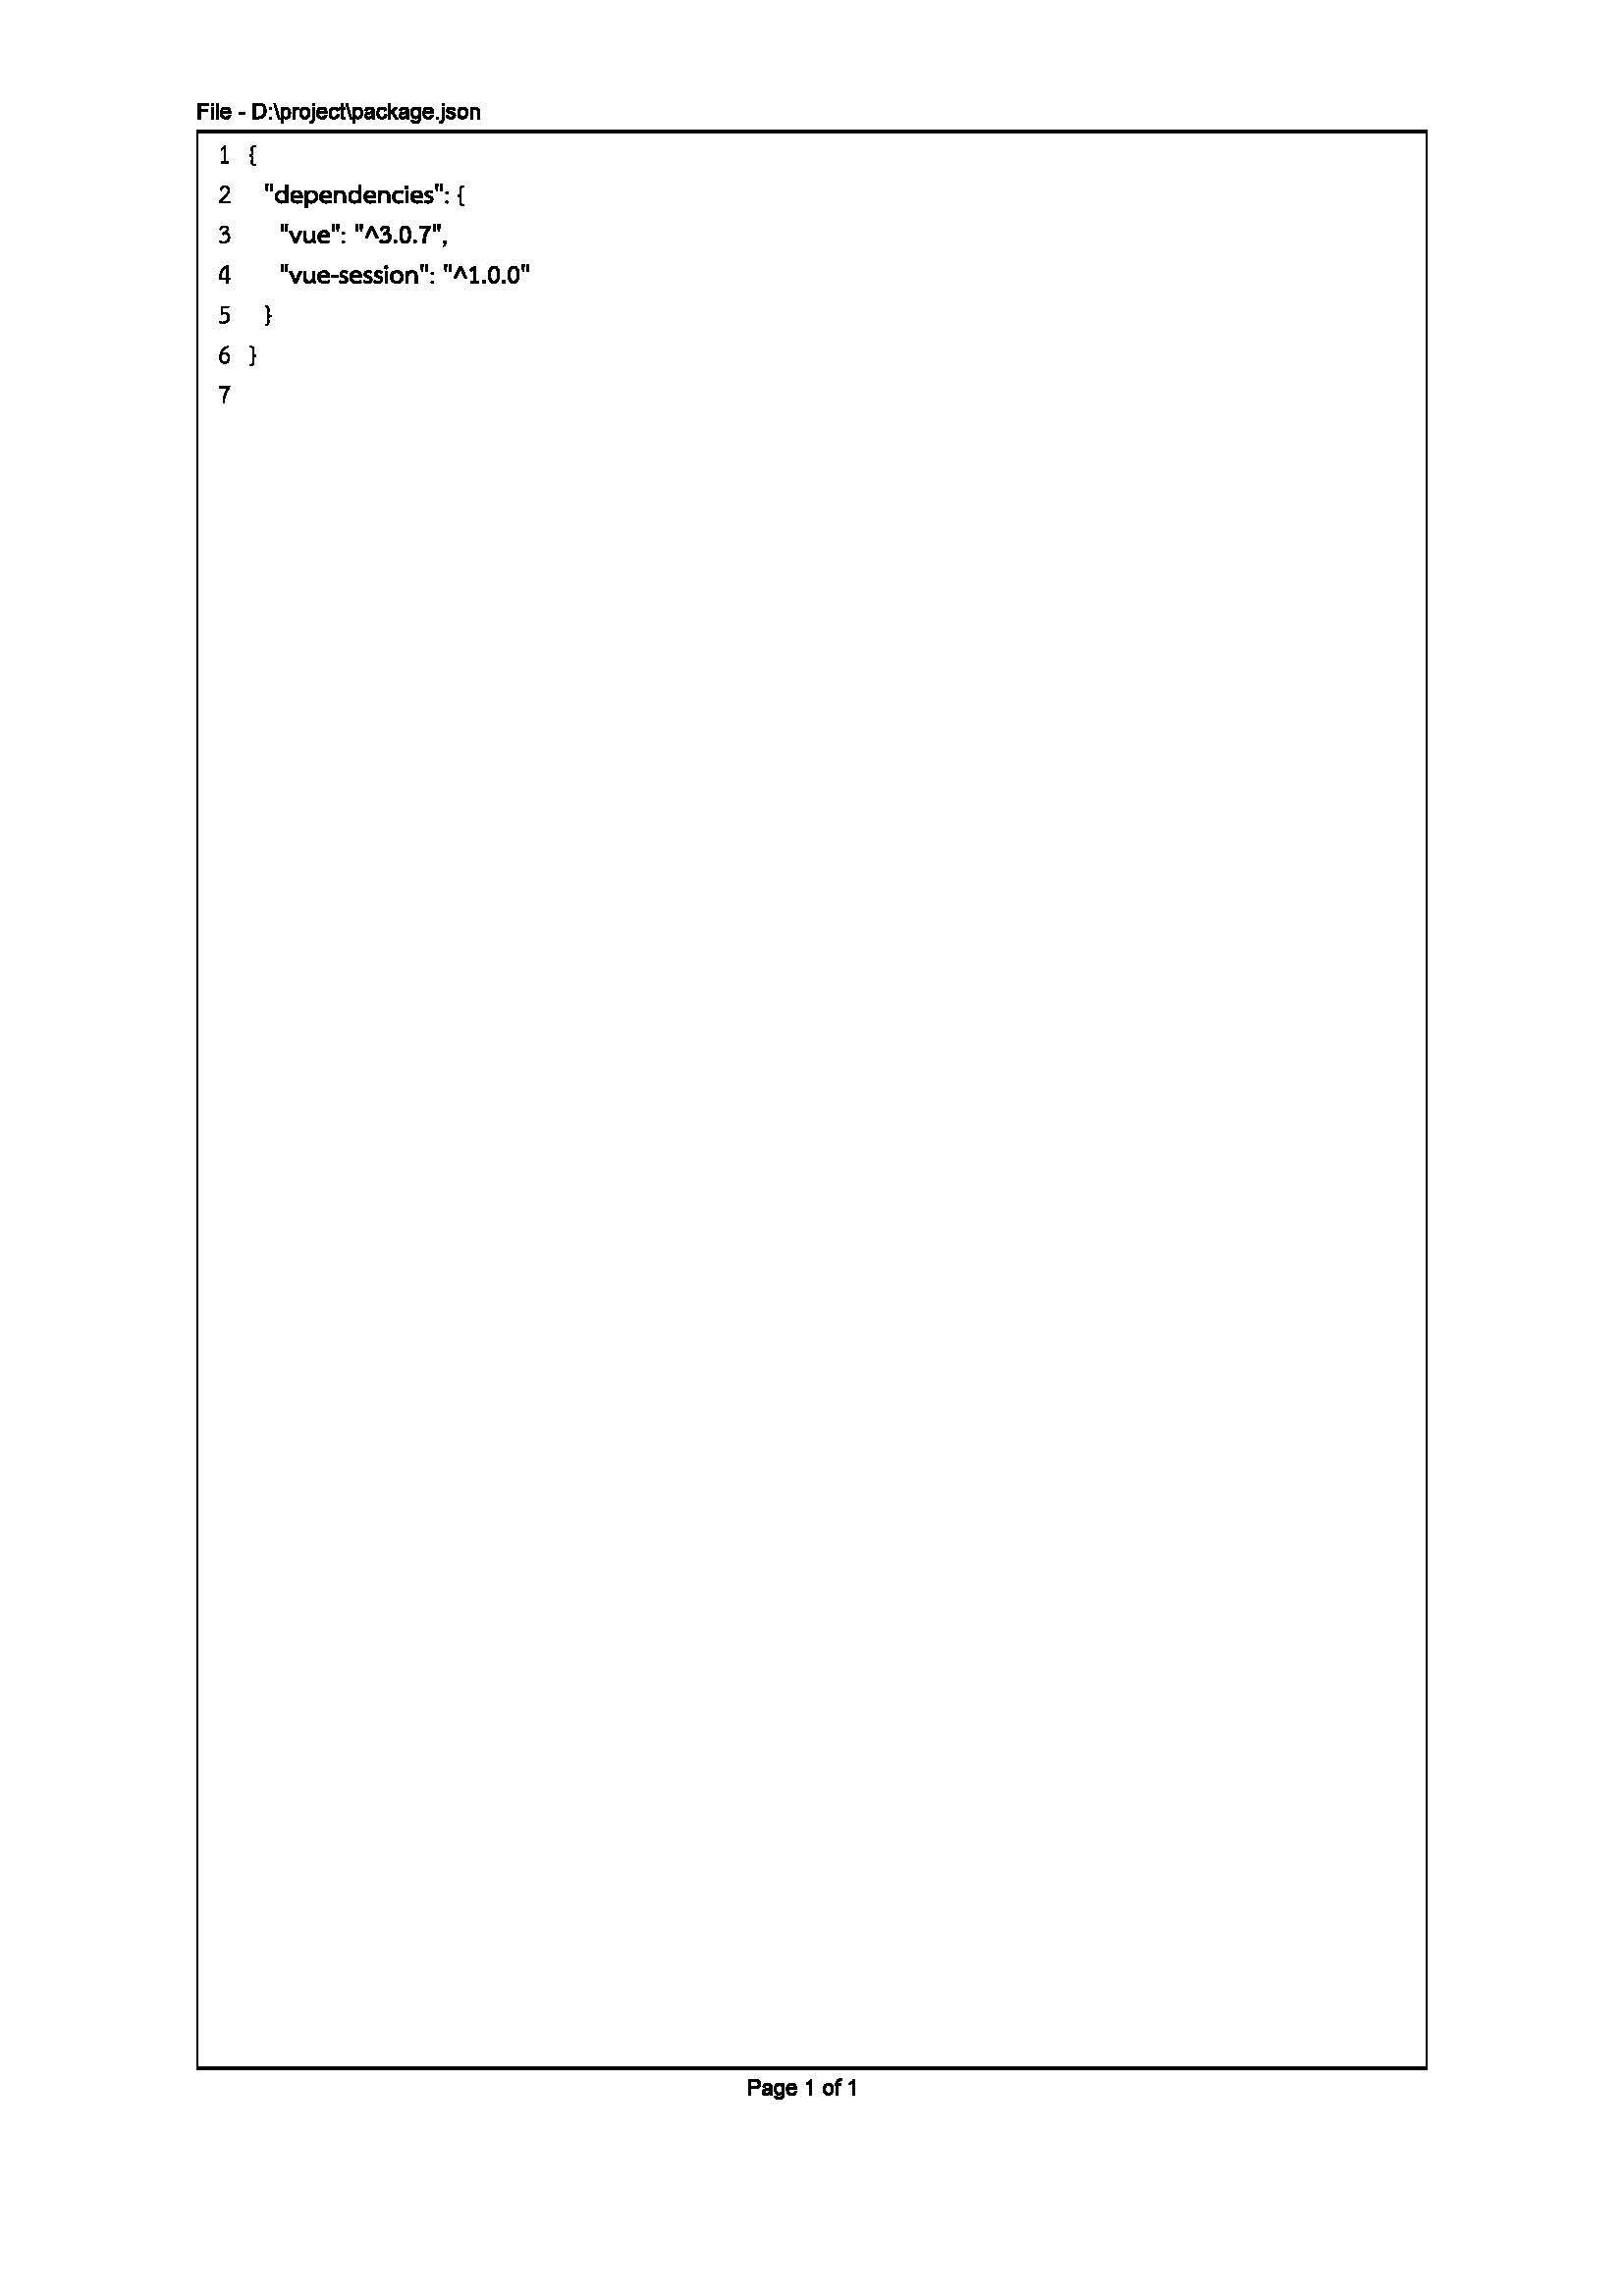 File - D:\project\package.json
1 {
2   "dependencies": {
3     "vue": "^3.0.7",
4     "vue-session": "^1.0.0"
5   }
6 }
7
Page 1 of 1